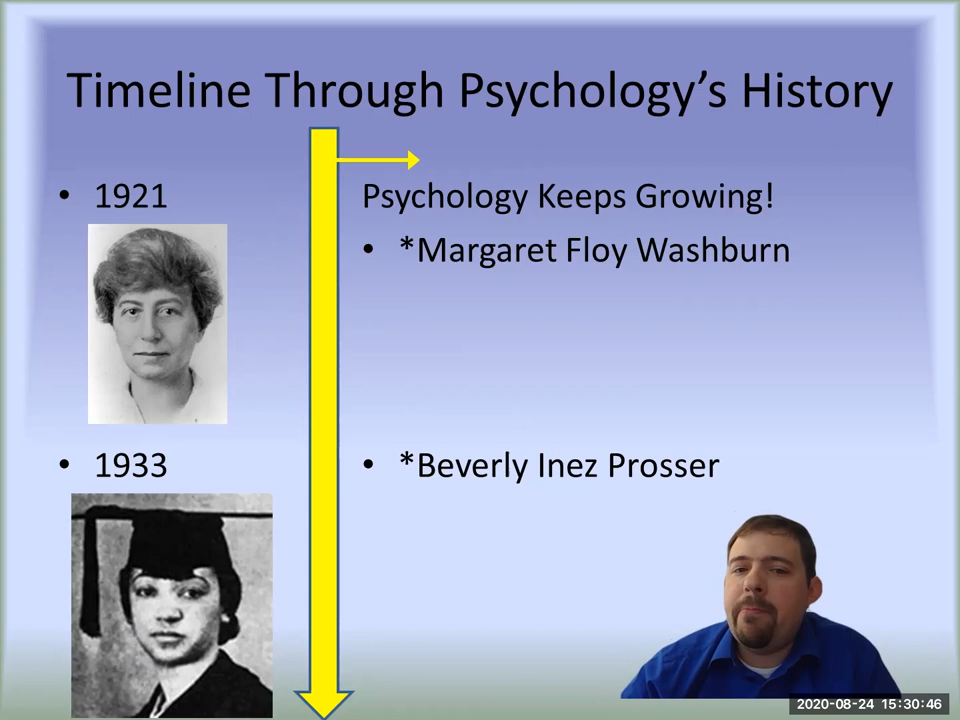 Timeline Through Psychology's History
• 1921
Psychology Keeps Growing!
• *Margaret Floy Washburn
• 1933
• *Beverly Inez Prosser
2020-08-24 15:30:46